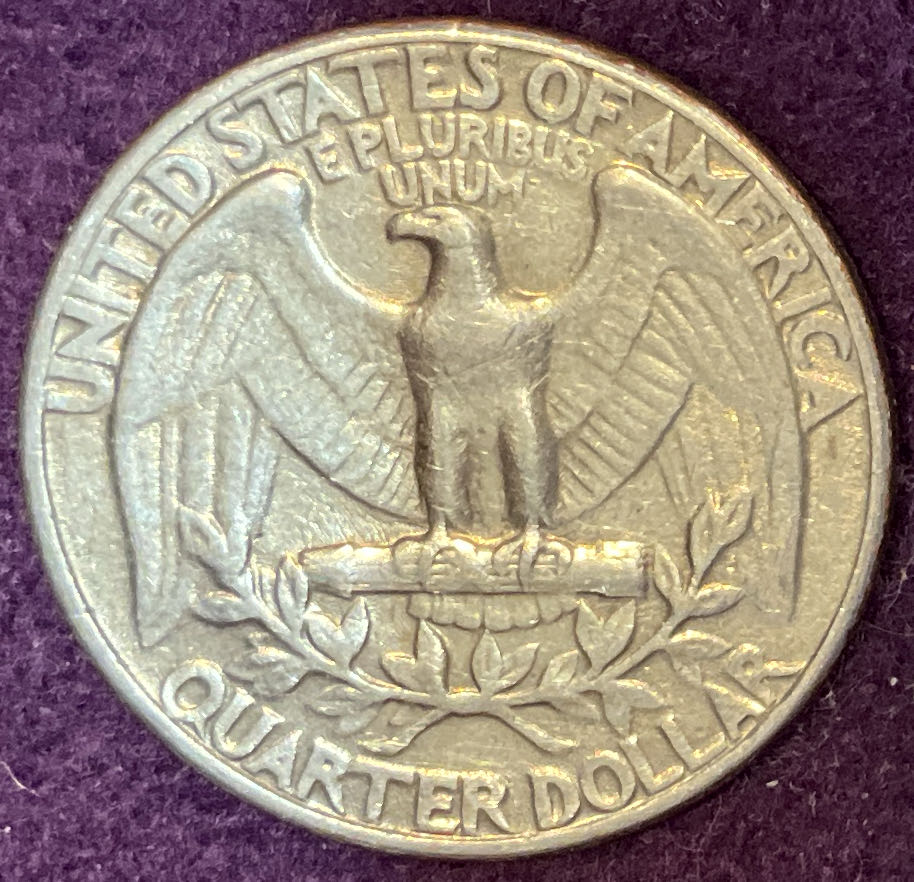 UNITED STATES OF AMERICA
E PLURIBUS
UNUM
QUARTER DOLLAR